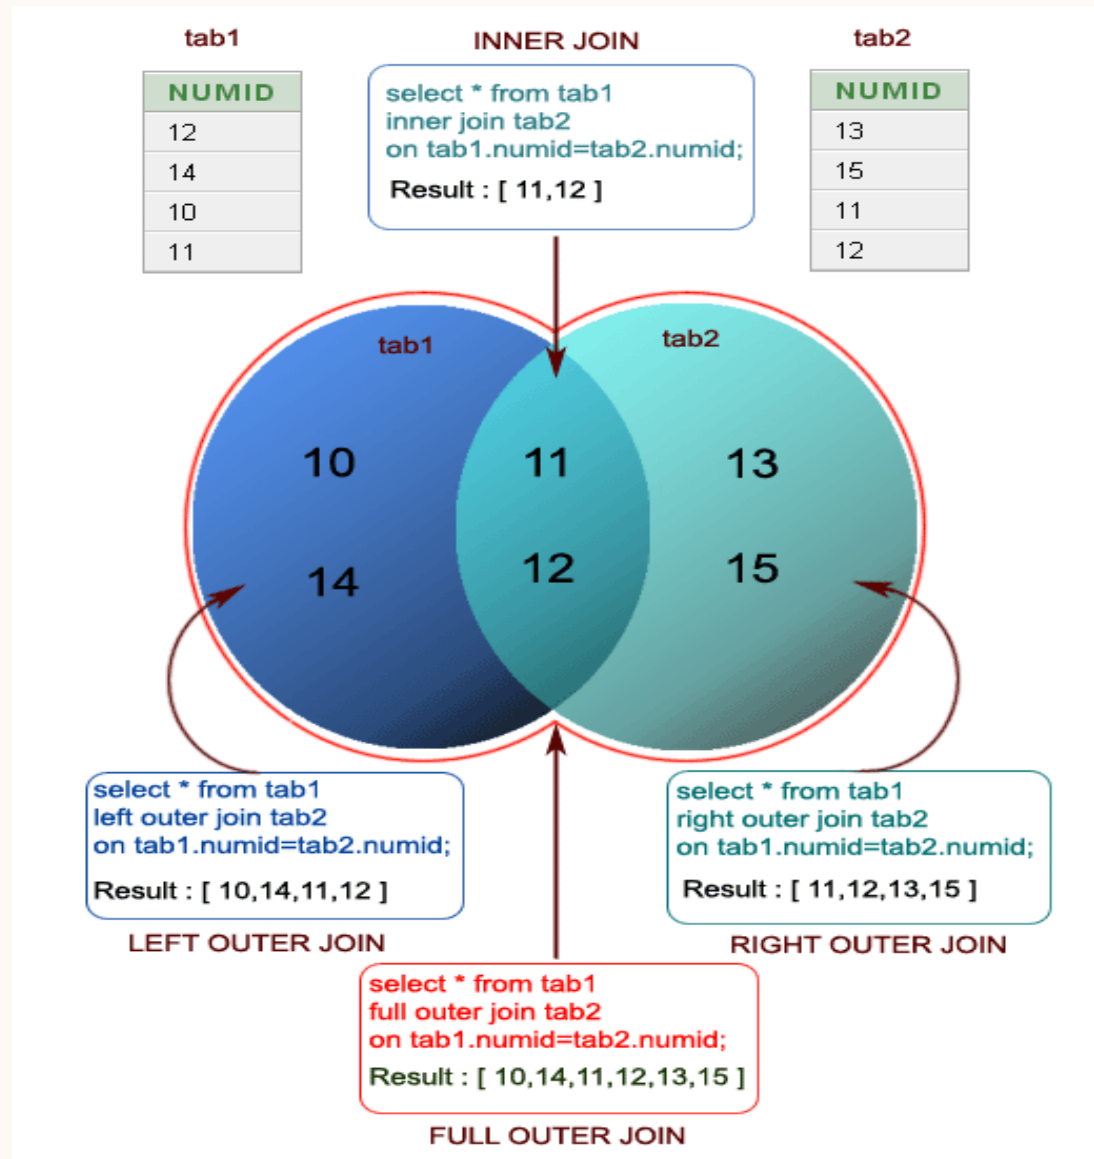 tab1
NUMID
12
14
10
11
INNER JOIN
select * from tab1
inner join tab2
on tab1.numid=tab2.numid;
Result : [ 11,12 ]
tab2
NUMID
13
15
11
12
tab1
tab2
10
11
13
14
12
15
select * from tab1
left outer join tab2
on tab1.numid=tab2.numid;
Result : [ 10,14,11,12 ]
LEFT OUTER JOIN
select * from tab1
right outer join tab2
on tab1.numid=tab2.numid;
Result : [ 11,12,13,15 ]
RIGHT OUTER JOIN
select * from tab1
full outer join tab2
on tab1.numid=tab2.numid;
Result : [ 10,14,11,12,13,15 ]
FULL OUTER JOIN